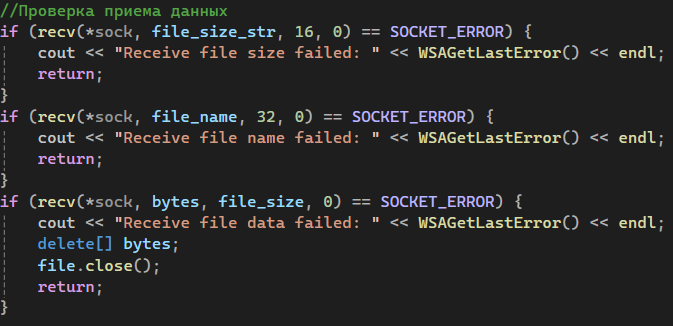 //Проверка приема данных
if (recv(*sock, file_size_str, 16, 0) == SOCKET_ERROR) {
    cout << "Receive file size failed: " << WSAGetLastError() << endl;
    return;
}
if (recv(*sock, file_name, 32, 0) == SOCKET_ERROR) {
    cout << "Receive file name failed: " << WSAGetLastError() << endl;
    return;
}
if (recv(*sock, bytes, file_size, 0) == SOCKET_ERROR) {
    cout << "Receive file data failed: " << WSAGetLastError() << endl;
    delete[] bytes;
    file.close();
    return;
}